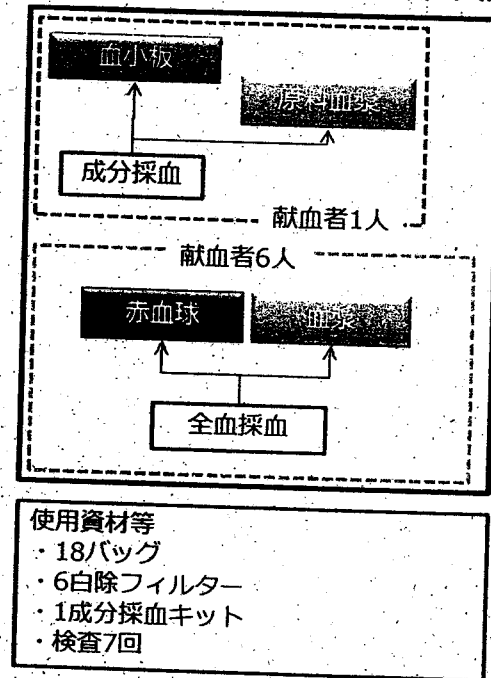 血小板
原料血漿
成分採血
献血者1人
献血者6人
赤血球
血漿
全血採血
使用資材等
・18バッグ
・6白除フィルター
・1成分採血キット
・検査7回